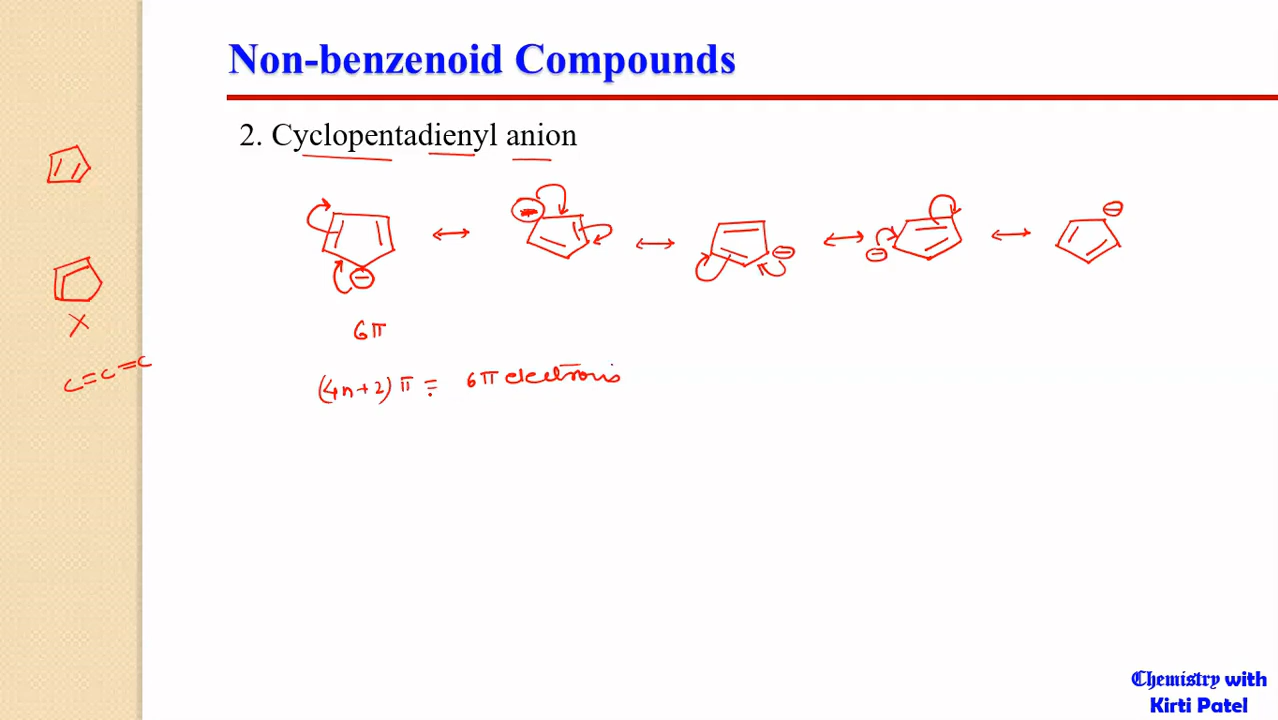 Non-benzenoid Compounds
2. Cyclopentadienyl anion
6π
(4n+2) π = 6π electrons
C=C=C
Chemistry with
Kirti Patel